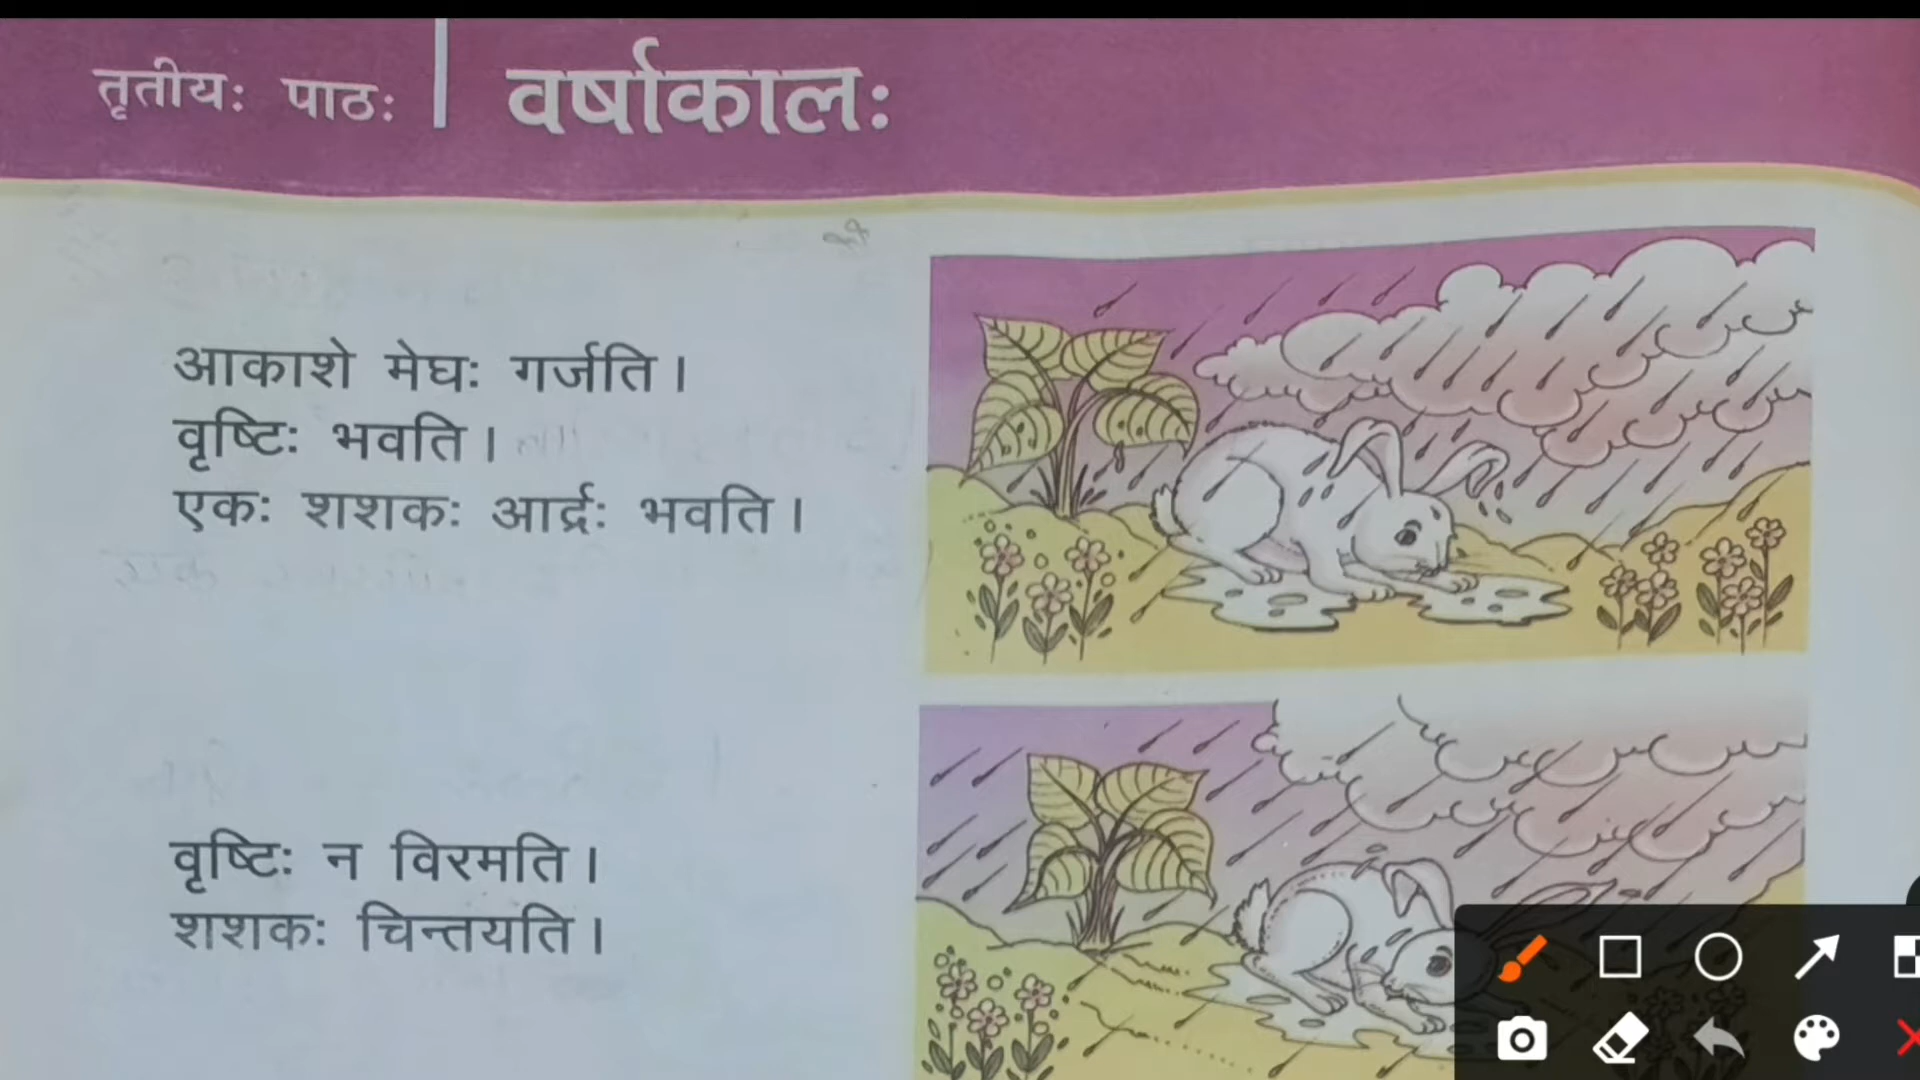 तृतीयः पाठः
वर्षाकालः
आकाशे मेघः गर्जति।
वृष्टिः भवति।
एकः शशकः आर्द्रः भवति।
वृष्टिः न विरमति।
शशकः चिन्तयति।